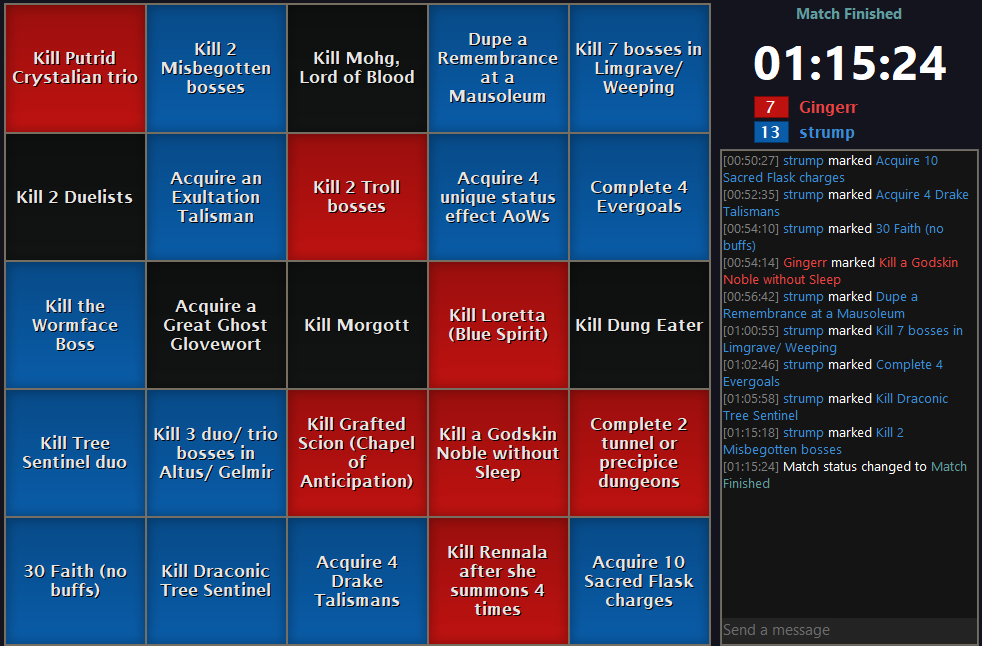 Kill Putrid
Crystalian trio
Kill 2
Misbegotten
bosses
Kill Mohg,
Lord of Blood
Dupe a
Remembrance
at a
Mausoleum
Kill 7 bosses in
Limgrave/
Weeping
Kill 2 Duelists
Acquire an
Exultation
Talisman
Kill 2 Troll
bosses
Acquire 4
unique status
effect AoWs
Complete 4
Evergoals
Kill the
Wormface
Boss
Acquire a
Great Ghost
Glovewort
Kill Morgott
Kill Loretta
(Blue Spirit)
Kill Dung Eater
Kill Tree
Sentinel duo
Kill 3 duo/ trio
bosses in
Altus/ Gelmir
Kill Grafted
Scion (Chapel
of
Anticipation)
Kill a Godskin
Noble without
Sleep
Complete 2
tunnel or
precipice
dungeons
30 Faith (no
buffs)
Kill Draconic
Tree Sentinel
Acquire 4
Drake
Talismans
Kill Rennala
after she
summons 4
times
Acquire 10
Sacred Flask
charges
Match Finished
01:15:24
7 Gingerr
13 strump
[00:50:27] strump marked Acquire 10
Sacred Flask charges
[00:52:35] strump marked Acquire 4 Drake
Talismans
[00:54:10] strump marked 30 Faith (no
buffs)
[00:54:14] Gingerr marked Kill a Godskin
Noble without Sleep
[00:56:42] strump marked Dupe a
Remembrance at a Mausoleum
[01:00:55] strump marked Kill 7 bosses in
Limgrave/ Weeping
[01:02:46] strump marked Complete 4
Evergoals
[01:05:58] strump marked Kill Draconic
Tree Sentinel
[01:15:18] strump marked Kill 2
Misbegotten bosses
[01:15:24] Match status changed to Match
Finished
Send a message